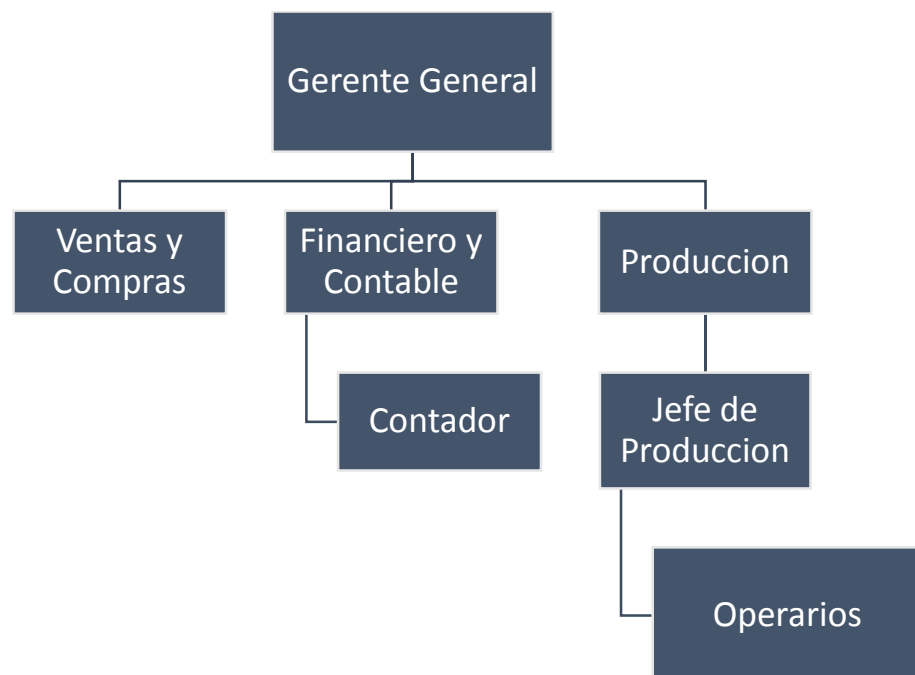 Gerente General
Ventas y
Compras
Financiero y
Contable
Produccion
Contador
Jefe de
Produccion
Operarios